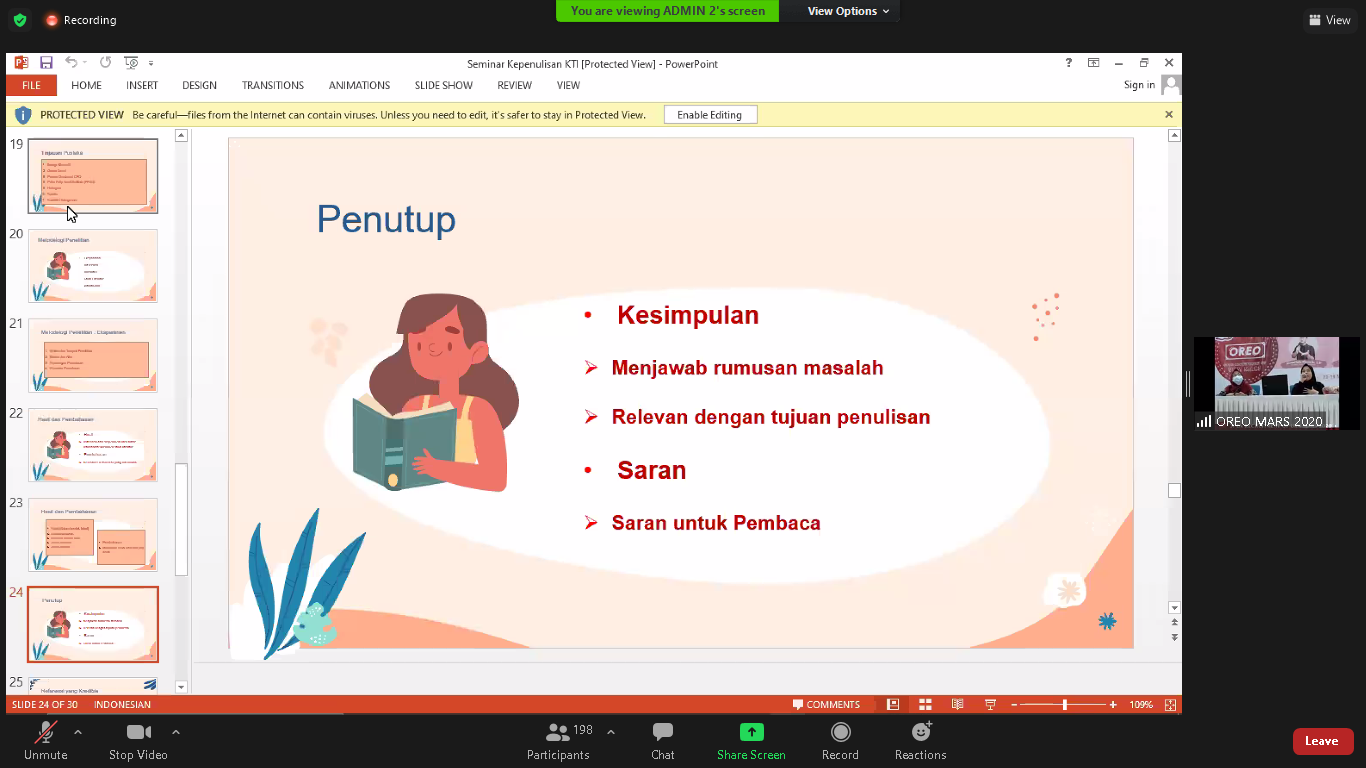 Recording
You are viewing ADMIN 2's screen
View Options
View
Seminar Kepenulisan KTI [Protected View] - PowerPoint
?
FILE HOME INSERT DESIGN TRANSITIONS ANIMATIONS SLIDE SHOW REVIEW VIEW
Sign in
PROTECTED VIEW Be careful—files from the Internet can contain viruses. Unless you need to edit, it's safer to stay in Protected View. Enable Editing
19
Tinjauan Pustaka
20
Metodologi Penelitian
21
Metodologi Penelitian : Eksperimen
22
Hasil dan Pembahasan
23
Hasil dan Pembahasan
24
Penutup
25
Referensi yang Kredible
Penutup
• Kesimpulan
➢ Menjawab rumusan masalah
➢ Relevan dengan tujuan penulisan
• Saran
➢ Saran untuk Pembaca
OREO
OREO MARS 2020
SLIDE 24 OF 30 INDONESIAN
COMMENTS
109%
Unmute
Stop Video
198
Participants
Chat
Share Screen
Record
Reactions
Leave